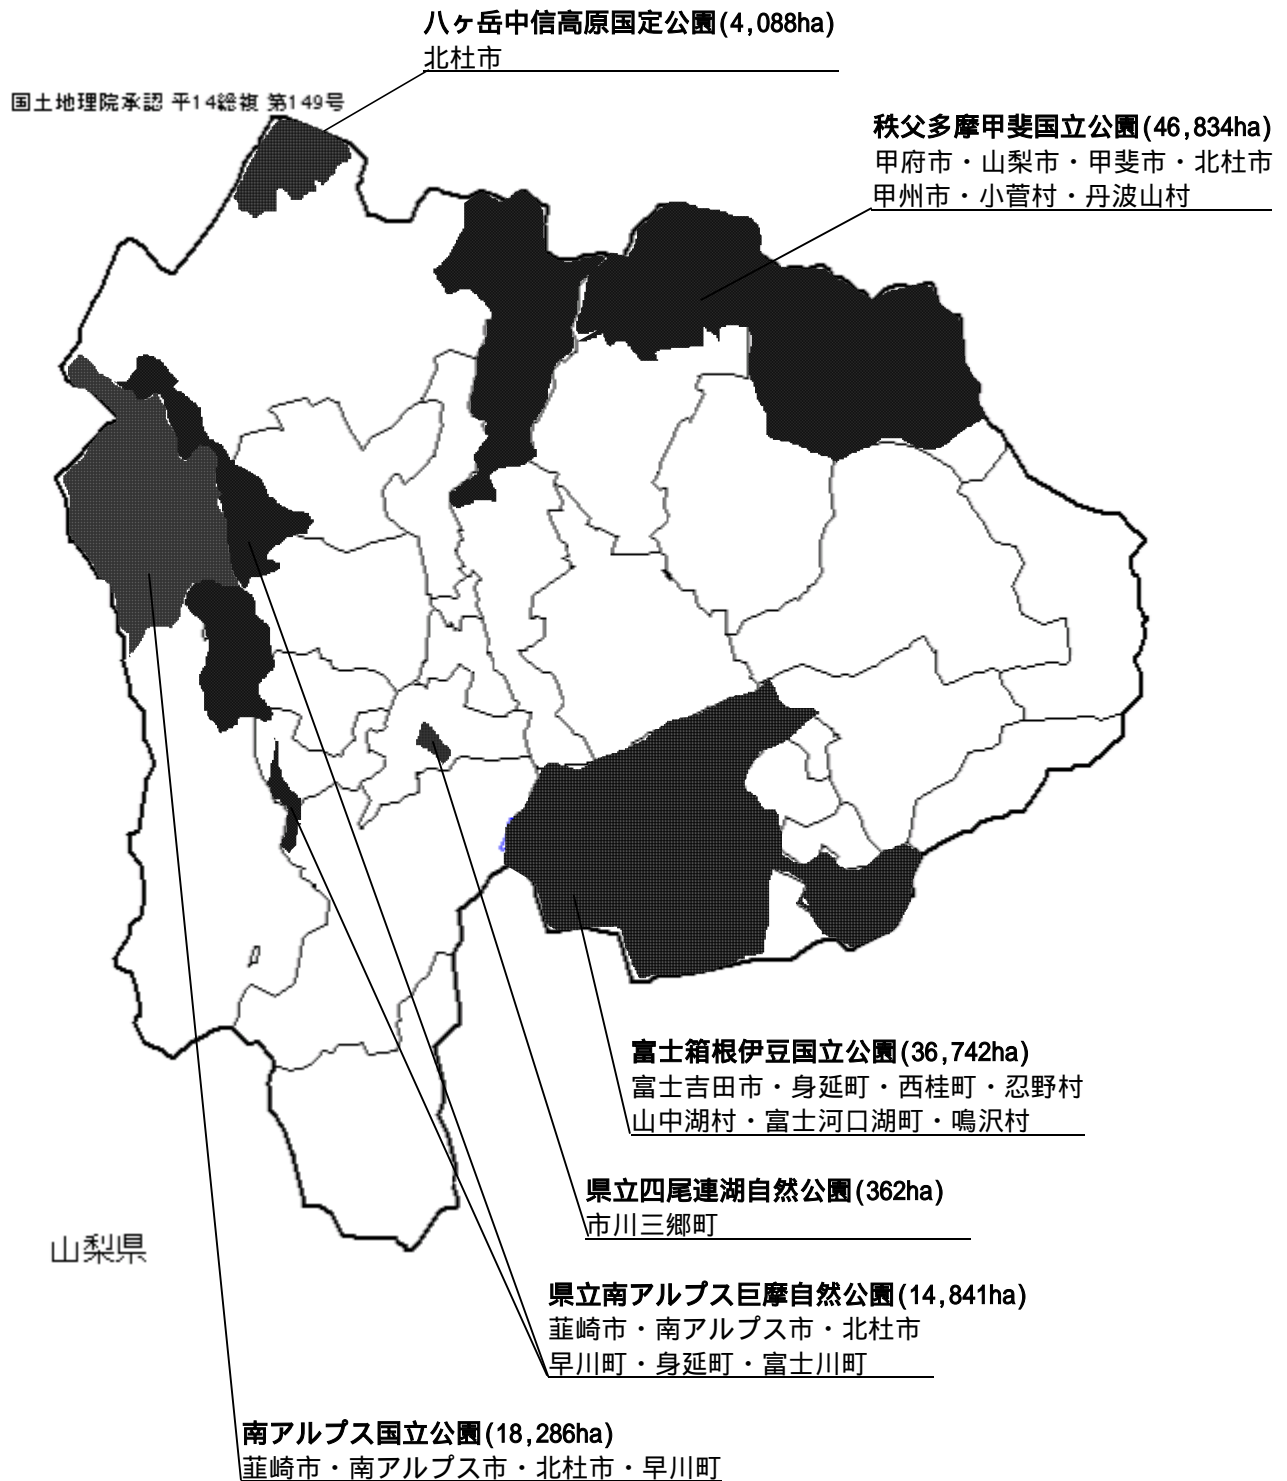 八ヶ岳中信高原国定公園(4,088ha)
北杜市
国土地理院承認 平14総複 第149号
秩父多摩甲斐国立公園(46,834ha)
甲府市・山梨市・甲斐市・北杜市
甲州市・小菅村・丹波山村
富士箱根伊豆国立公園(36,742ha)
富士吉田市・身延町・西桂町・忍野村
山中湖村・富士河口湖町・鳴沢村
県立四尾連湖自然公園(362ha)
市川三郷町
山梨県
県立南アルプス巨摩自然公園(14,841ha)
韮崎市・南アルプス市・北杜市
早川町・身延町・富士川町
南アルプス国立公園(18,286ha)
韮崎市・南アルプス市・北杜市・早川町